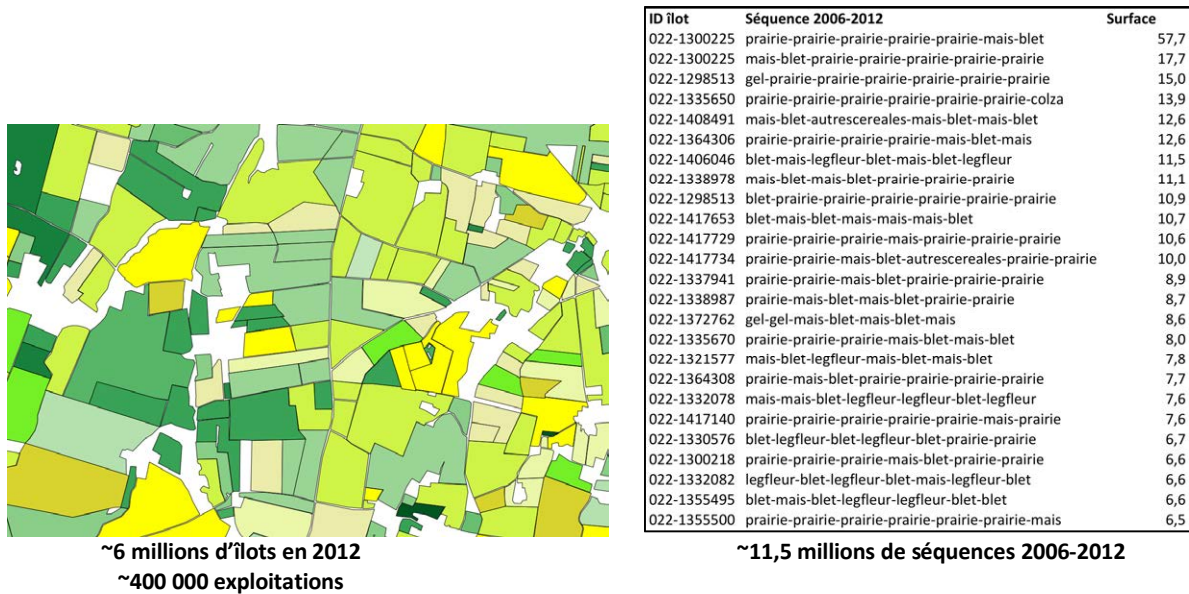 ID îlot Séquence 2006-2012 Surface
022-1300225 prairie-prairie-prairie-prairie-prairie-mais-blet 57,7
022-1300225 mais-blet-prairie-prairie-prairie-prairie-prairie 17,7
022-1298513 gel-prairie-prairie-prairie-prairie-prairie-prairie 15,0
022-1335650 prairie-prairie-prairie-prairie-prairie-prairie-colza 13,9
022-1408491 mais-blet-autrescereales-mais-blet-mais-blet 12,6
022-1364306 prairie-prairie-prairie-prairie-mais-blet-mais 12,6
022-1406046 blet-mais-legfleur-blet-mais-blet-legfleur 11,5
022-1338978 mais-blet-mais-blet-prairie-prairie-prairie 11,1
022-1298513 blet-prairie-prairie-prairie-prairie-prairie-prairie 10,9
022-1417653 blet-mais-blet-mais-mais-mais-blet 10,7
022-1417729 prairie-prairie-prairie-mais-prairie-prairie-prairie 10,6
022-1417734 prairie-prairie-mais-blet-autrescereales-prairie-prairie 10,0
022-1337941 prairie-prairie-mais-blet-prairie-prairie-prairie 8,9
022-1338987 prairie-mais-blet-mais-blet-prairie-prairie 8,7
022-1372762 gel-gel-mais-blet-mais-blet-mais 8,6
022-1335670 prairie-prairie-prairie-mais-blet-mais-blet 8,0
022-1321577 mais-blet-legfleur-mais-blet-mais-blet 7,8
022-1364308 prairie-mais-blet-prairie-prairie-prairie-prairie 7,7
022-1332078 mais-mais-blet-legfleur-legfleur-blet-legfleur 7,6
022-1417140 prairie-prairie-prairie-prairie-prairie-mais-prairie 7,6
022-1330576 blet-legfleur-blet-legfleur-blet-prairie-prairie 6,7
022-1300218 prairie-prairie-prairie-mais-blet-prairie-prairie 6,6
022-1332082 legfleur-blet-legfleur-blet-mais-legfleur-blet 6,6
022-1355495 blet-mais-blet-legfleur-legfleur-blet-blet 6,6
022-1355500 prairie-prairie-prairie-prairie-prairie-prairie-mais 6,5
~6 millions d'îlots en 2012
~400 000 exploitations
~11,5 millions de séquences 2006-2012